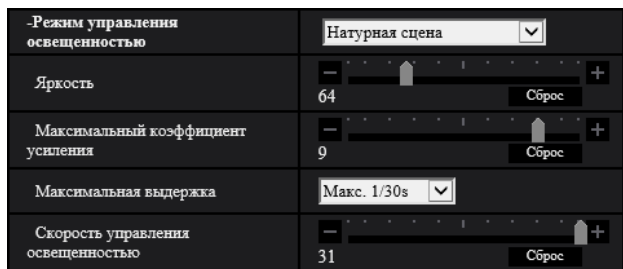 -Режим управления
освещенностью
Натурная сцена
Яркость
64
Сброс
Максимальный коэффициент
усиления
9
Сброс
Максимальная выдержка
Макс. 1/30s
Скорость управления
освещенностью
31
Сброс